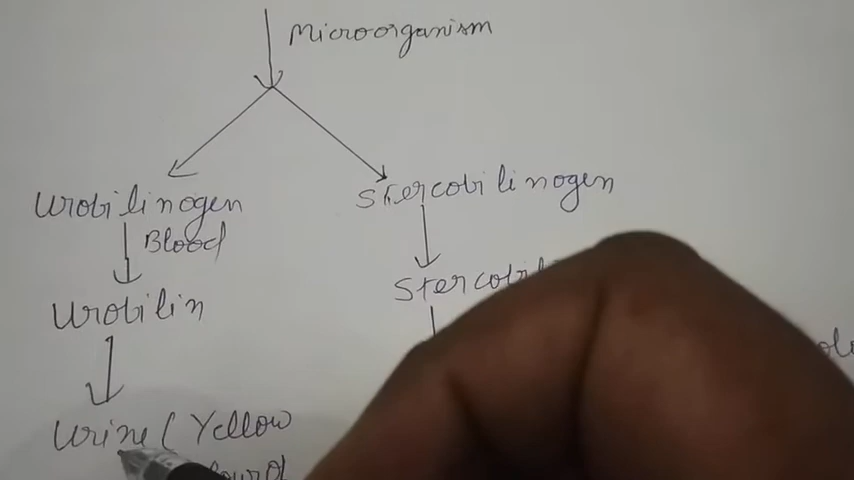 Microorganism
Urobilinogen
Stercobilinogen
Blood
Urobilin
Urine (Yellow